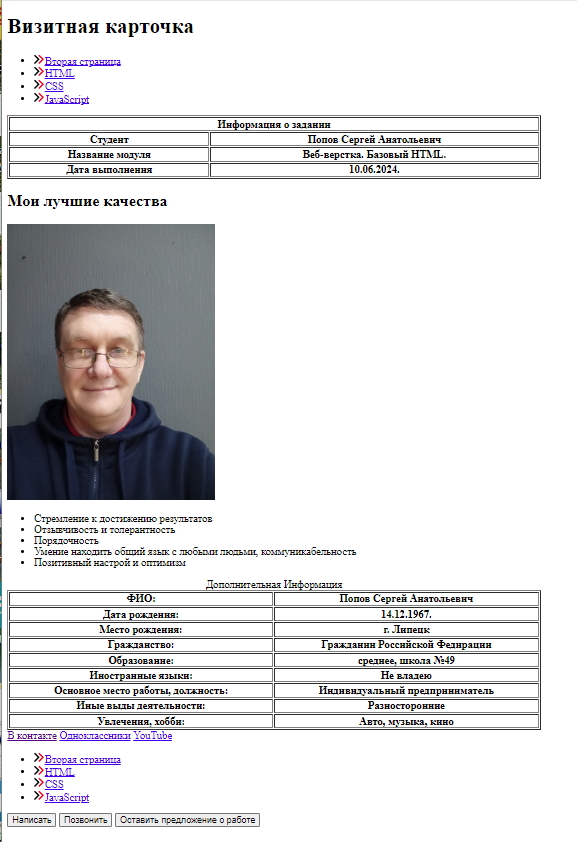 Визитная карточка
Вторая страница
HTML
CSS
JavaScript
Информация о задании
Студент Попов Сергей Анатольевич
Название модуля Веб-верстка. Базовый HTML.
Дата выполнения 10.06.2024.
Мои лучшие качества
Стремление к достижению результатов
Отзывчивость и толерантность
Порядочность
Умение находить общий язык с любыми людьми, коммуникабельность
Позитивный настрой и оптимизм
Дополнительная Информация
ФИО: Попов Сергей Анатольевич
Дата рождения: 14.12.1967.
Место рождения: г. Липецк
Гражданство: Гражданин Российской Федирации
Образование: среднее, школа №49
Иностранные языки: Не владею
Основное место работы, должность: Индивидуальный предприниматель
Иные выды деятельности: Разносторонние
Увлечения, хобби: Авто, музыка, кино
В контакте Одноклассники YouTube
Вторая страница
HTML
CSS
JavaScript
Написать Позвонить Оставить предложение о работе